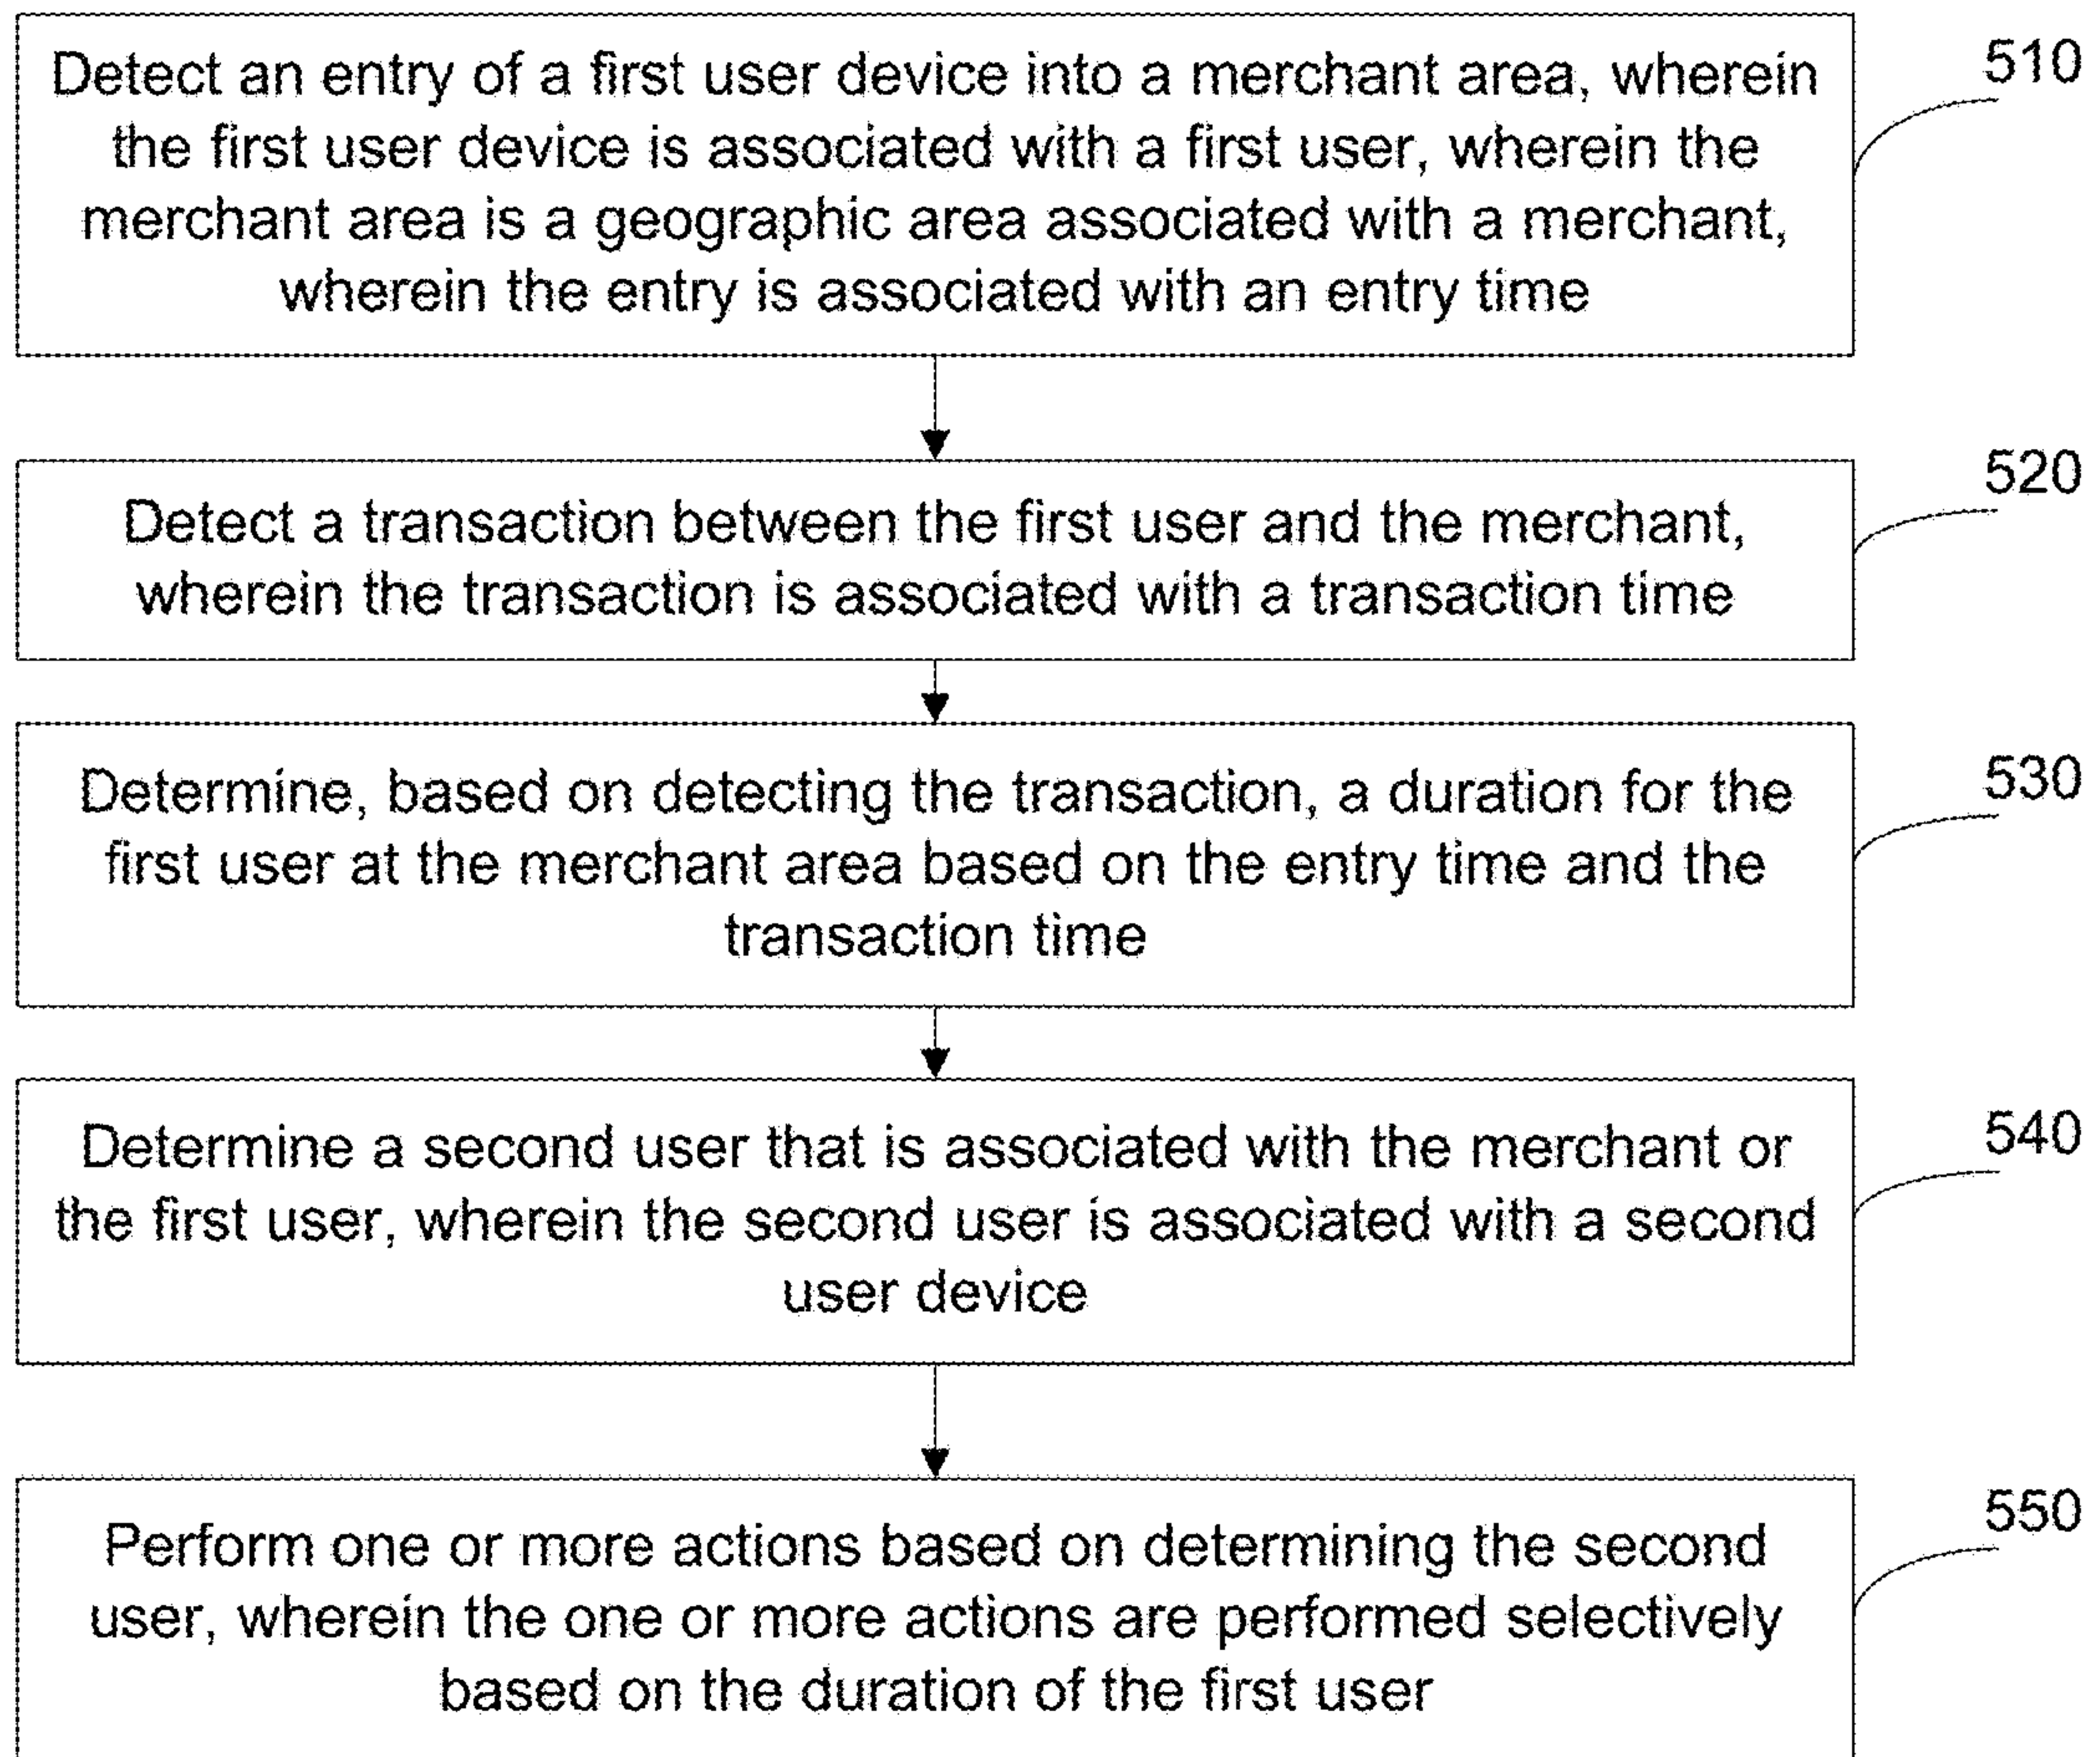 Detect an entry of a first user device into a merchant area, wherein
the first user device is associated with a first user, wherein the
merchant area is a geographic area associated with a merchant,
wherein the entry is associated with an entry time
510
Detect a transaction between the first user and the merchant,
wherein the transaction is associated with a transaction time
520
Determine, based on detecting the transaction, a duration for the
first user at the merchant area based on the entry time and the
transaction time
530
Determine a second user that is associated with the merchant or
the first user, wherein the second user is associated with a second
user device
540
Perform one or more actions based on determining the second
user, wherein the one or more actions are performed selectively
based on the duration of the first user
550